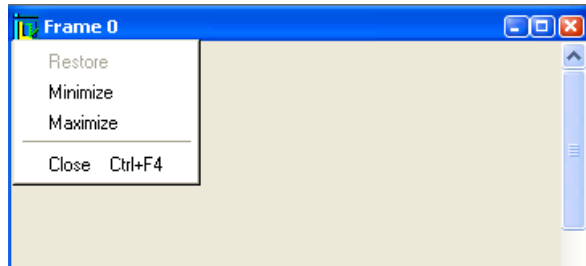 Frame 0
Restore
Minimize
Maximize
Close Ctrl+F4